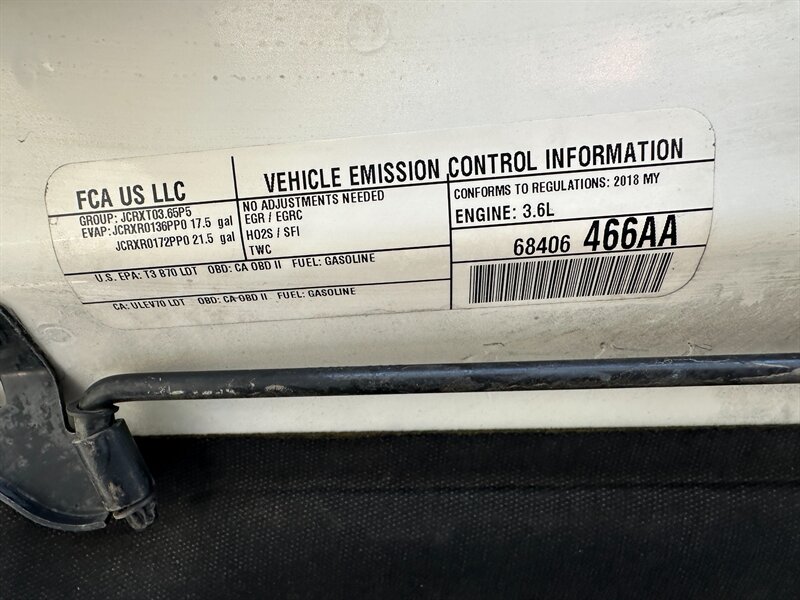 FCA US LLC
GROUP: JCRXT03.65P5
EVAP: JCRXR0136PP0 17.5 gal
JCRXR0172PP0 21.5 gal
VEHICLE EMISSION CONTROL INFORMATION
NO ADJUSTMENTS NEEDED
EGR / EGRC
HO2S / SFI
TWC
CONFORMS TO REGULATIONS: 2018 MY
ENGINE: 3.6L
68406 466AA
U.S. EPA: T3 B70 LDT OBD: CA OBD II FUEL: GASOLINE
CA: ULEV70 LDT OBD: CA OBD II FUEL: GASOLINE